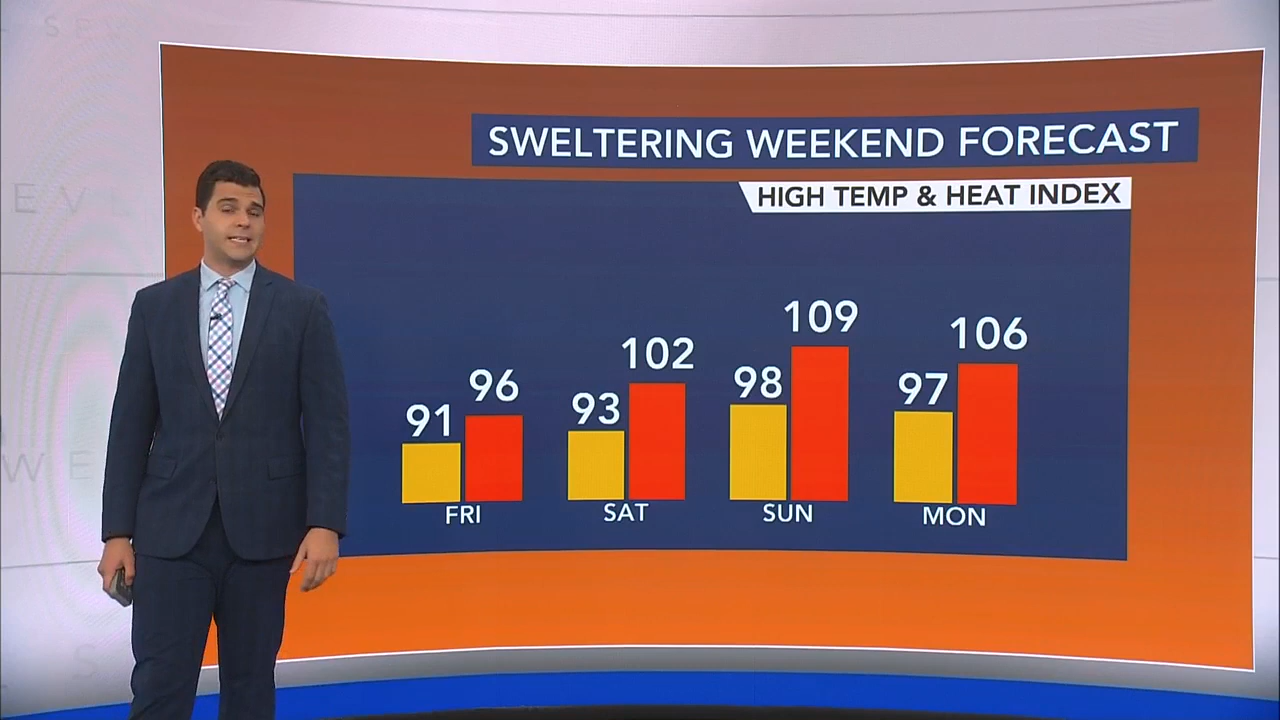 SWELTERING WEEKEND FORECAST
HIGH TEMP & HEAT INDEX
91 96 93 102 98 109 97 106
FRI SAT SUN MON